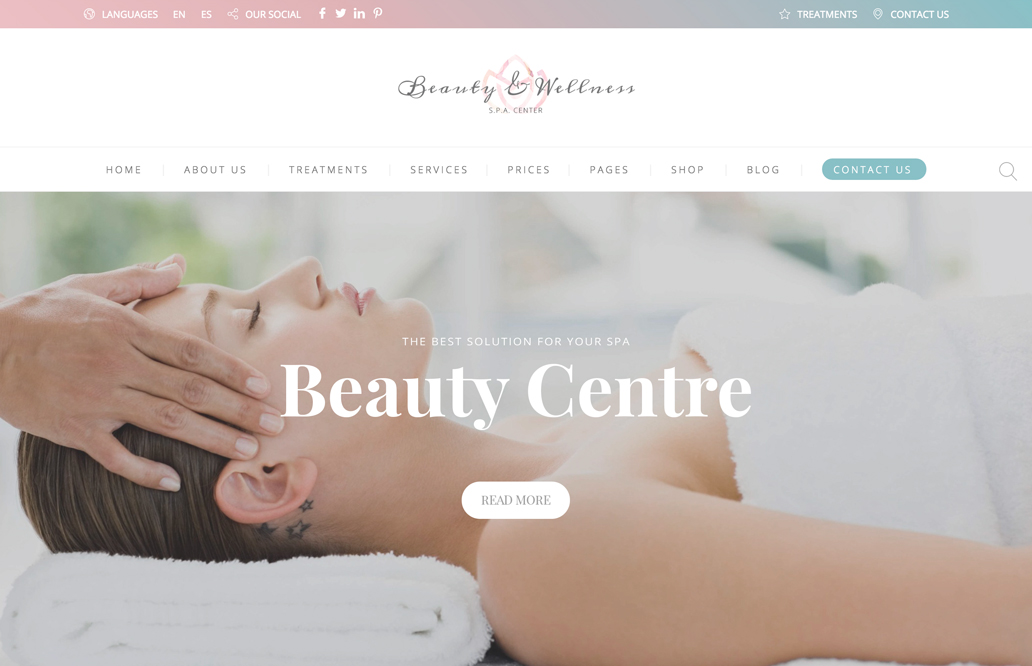 LANGUAGES EN ES OUR SOCIAL TREATMENTS CONTACT US
Beauty & Wellness
S.P.A. CENTER
HOME ABOUT US TREATMENTS SERVICES PRICES PAGES SHOP BLOG CONTACT US
THE BEST SOLUTION FOR YOUR SPA
Beauty Centre
READ MORE